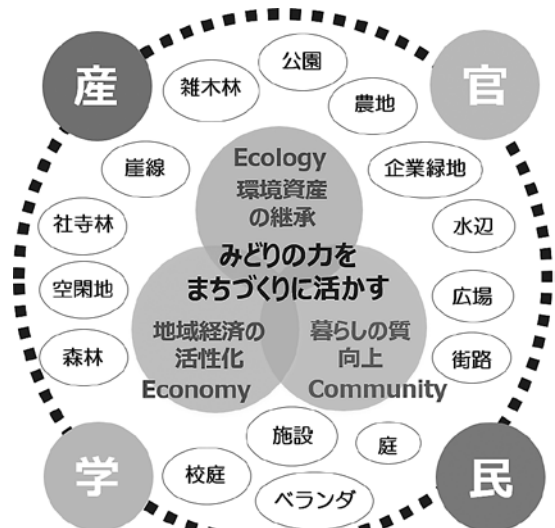 産
官
公園
雑木林
農地
崖線
企業緑地
社寺林
水辺
空閑地
広場
森林
街路
Ecology
環境資産
の継承
みどりの力を
まちづくりに活かす
地域経済の
活性化
Economy
暮らしの質
向上
Community
施設
庭
校庭
ベランダ
学
民